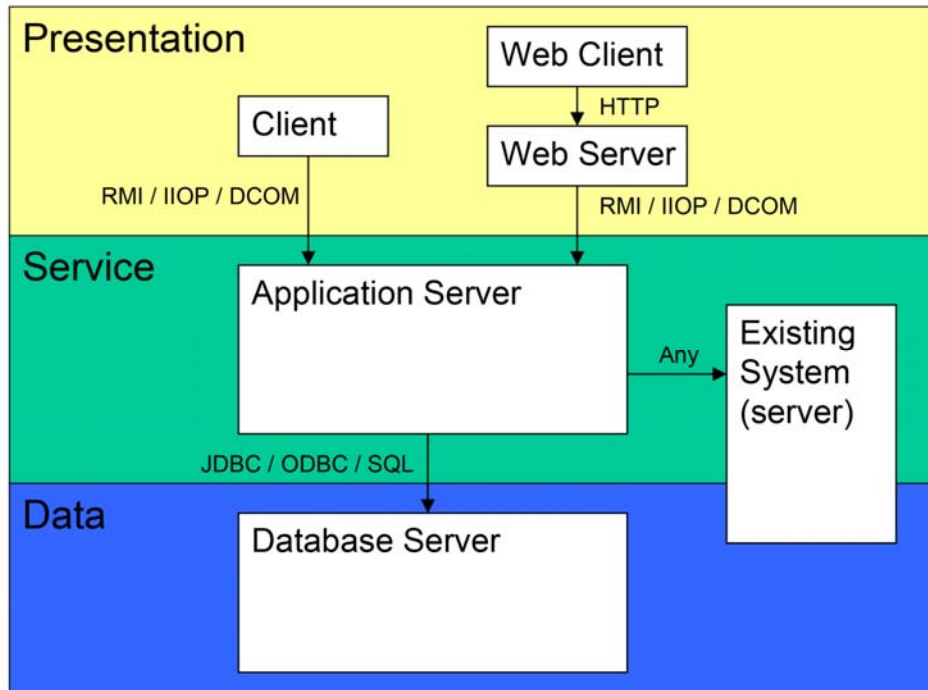 Presentation
Web Client
HTTP
Client
Web Server
RMI / IIOP / DCOM
RMI / IIOP / DCOM
Service
Application Server
Existing
System
(server)
Any
JDBC / ODBC / SQL
Data
Database Server